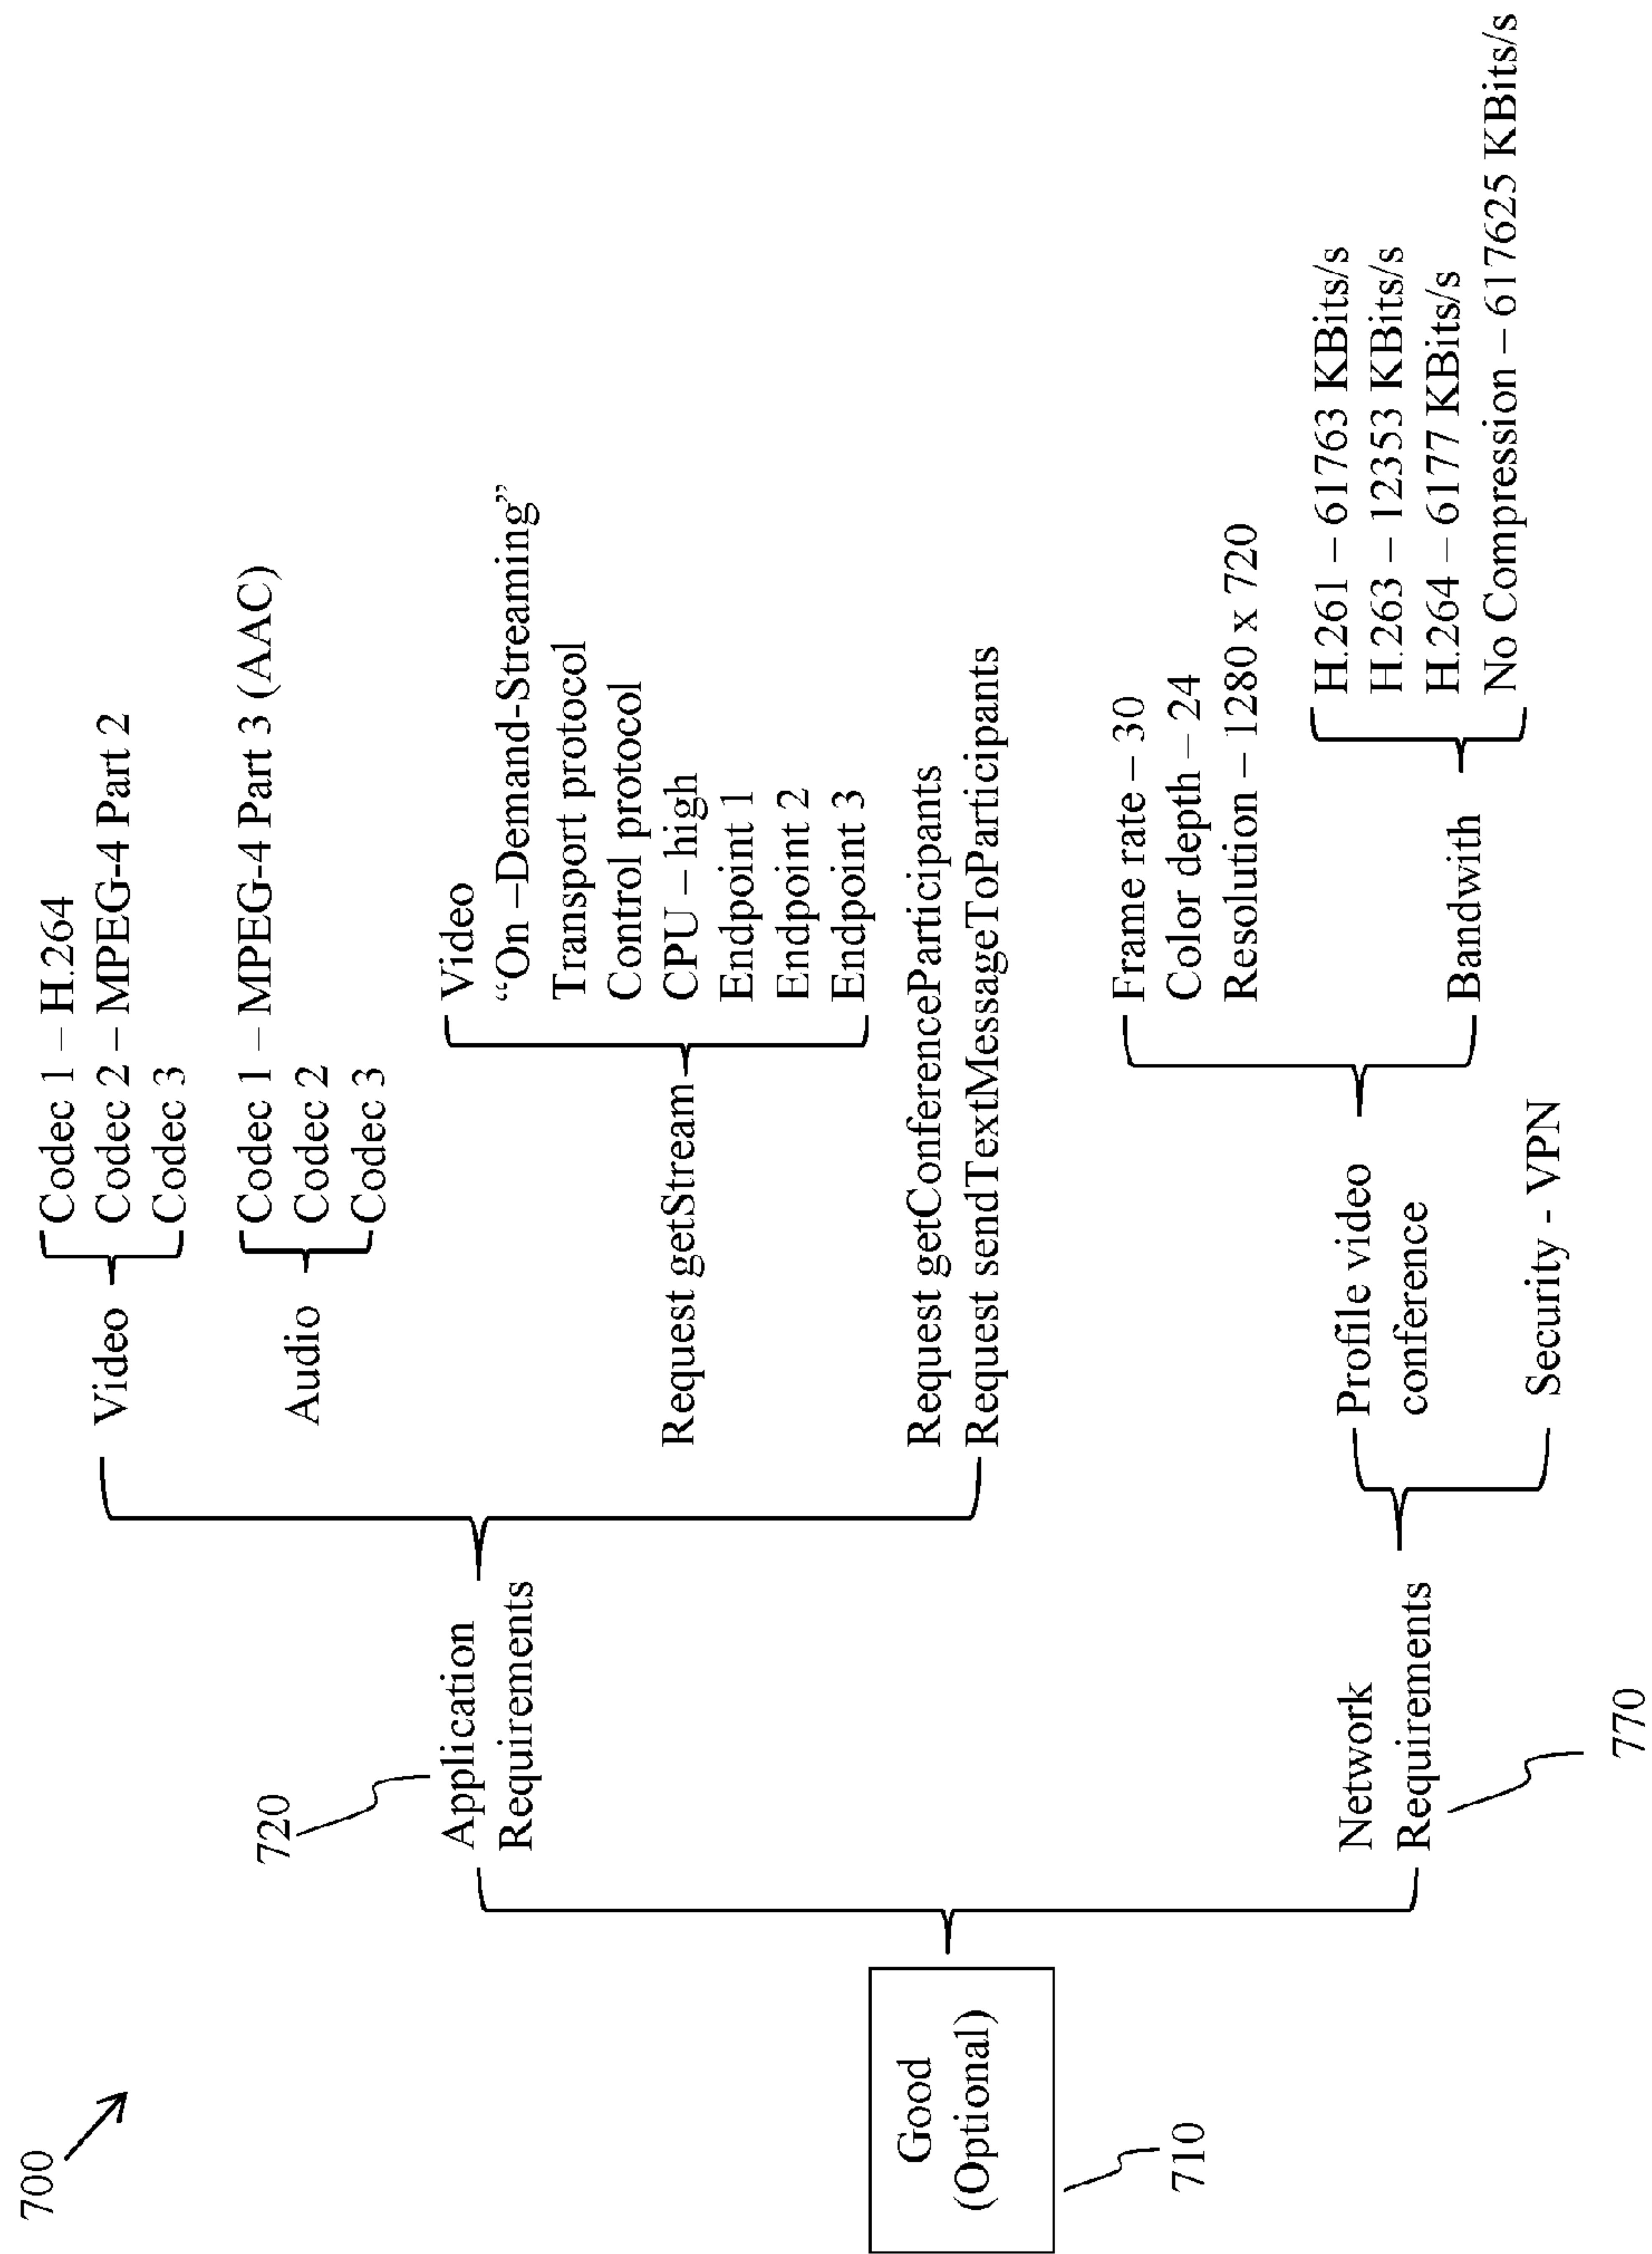 700
Good
(Optional)
710
720
Application
Requirements
Video
Codec 1 – H.264
Codec 2 – MPEG-4 Part 2
Codec 3
Audio
Codec 1 – MPEG-4 Part 3 (AAC)
Codec 2
Codec 3
Request getStream
Video
“On –Demand-Streaming”
Transport protocol
Control protocol
CPU – high
Endpoint 1
Endpoint 2
Endpoint 3
Request getConferenceParticipants
Request sendTextMessageToParticipants
Network
Requirements
770
Profile video
conference
Frame rate – 30
Color depth – 24
Resolution – 1280 x 720
Bandwith
H.261 – 61763 KBits/s
H.263 – 12353 KBits/s
H.264 – 6177 KBits/s
No Compression – 617625 KBits/s
Security - VPN